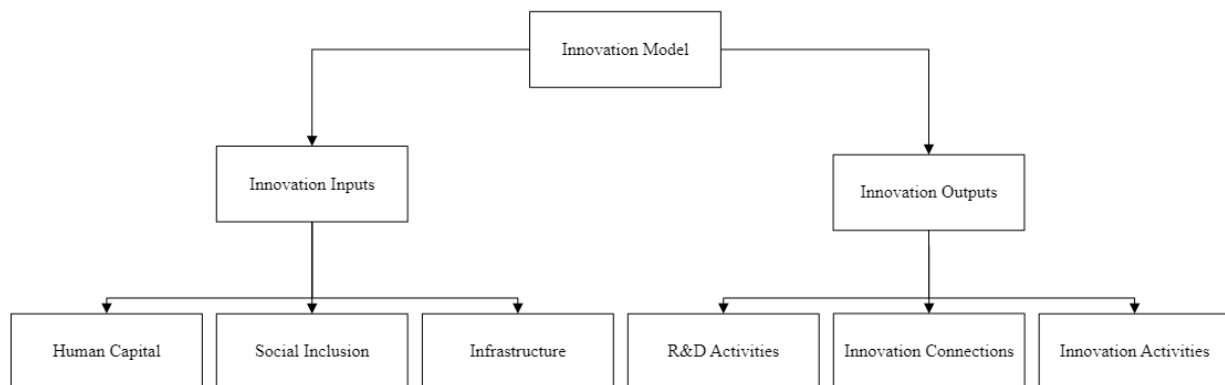 Innovation Model
Innovation Inputs
Innovation Outputs
Human Capital
Social Inclusion
Infrastructure
R&D Activities
Innovation Connections
Innovation Activities